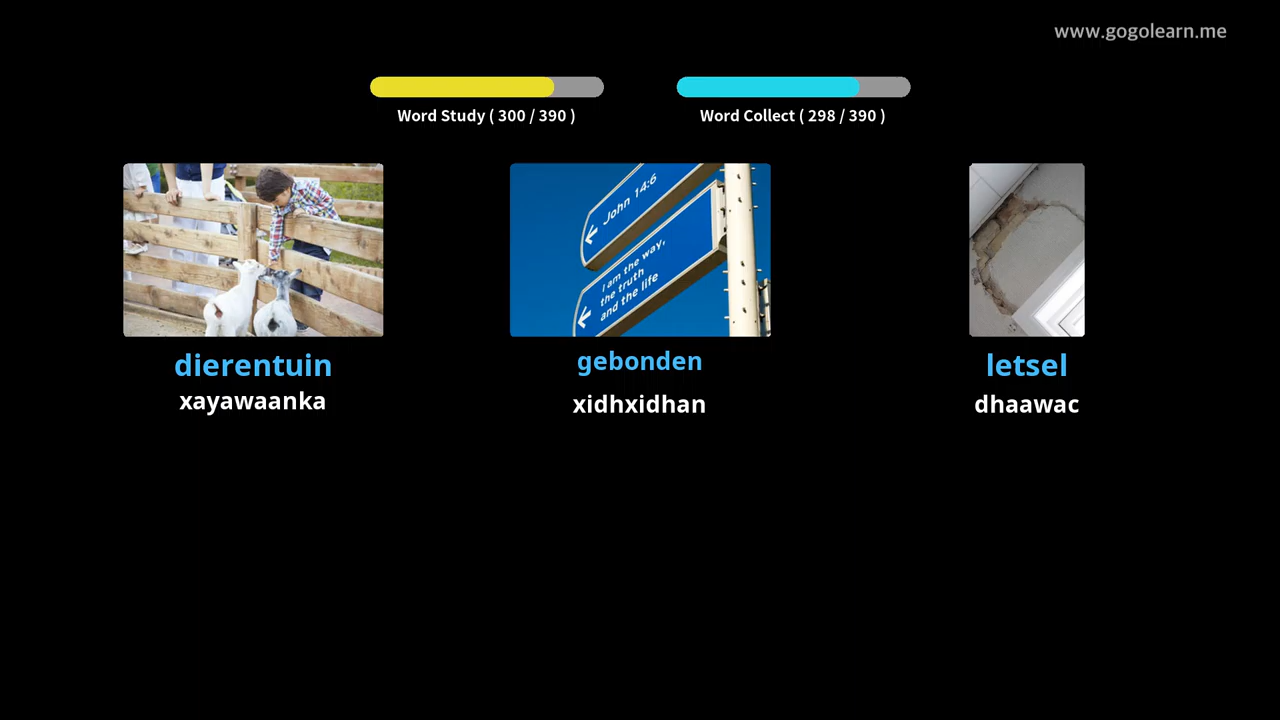 www.gogolearn.me
Word Study ( 300 / 390 )
Word Collect ( 298 / 390 )
John 14:6
I am the way,
the truth
and the life
dierentuin
xayawaanka
gebonden
xidhxidhan
letsel
dhaawac